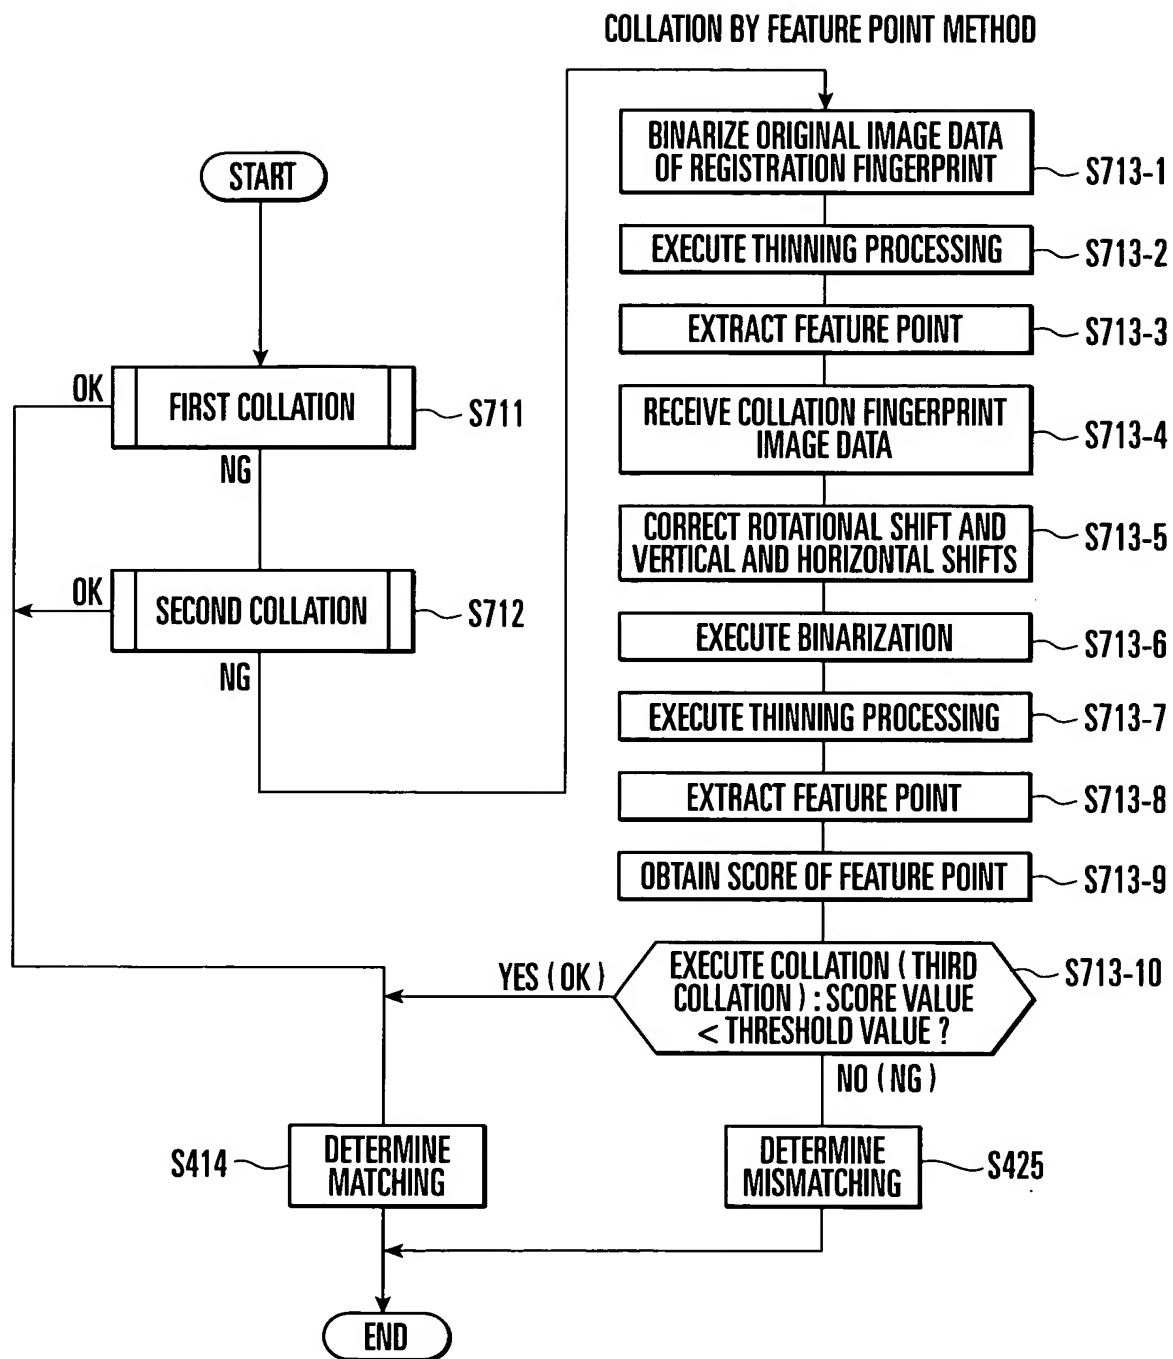 COLLATION BY FEATURE POINT METHOD
START
OK
FIRST COLLATION
S711
NG
OK
SECOND COLLATION
S712
NG
BINARIZE ORIGINAL IMAGE DATA
OF REGISTRATION FINGERPRINT
S713-1
EXECUTE THINNING PROCESSING
S713-2
EXTRACT FEATURE POINT
S713-3
RECEIVE COLLATION FINGERPRINT
IMAGE DATA
S713-4
CORRECT ROTATIONAL SHIFT AND
VERTICAL AND HORIZONTAL SHIFTS
S713-5
EXECUTE BINARIZATION
S713-6
EXECUTE THINNING PROCESSING
S713-7
EXTRACT FEATURE POINT
S713-8
OBTAIN SCORE OF FEATURE POINT
S713-9
EXECUTE COLLATION ( THIRD
COLLATION ) : SCORE VALUE
< THRESHOLD VALUE ?
S713-10
YES ( OK )
NO ( NG )
S414
DETERMINE
MATCHING
DETERMINE
MISMATCHING
S425
END